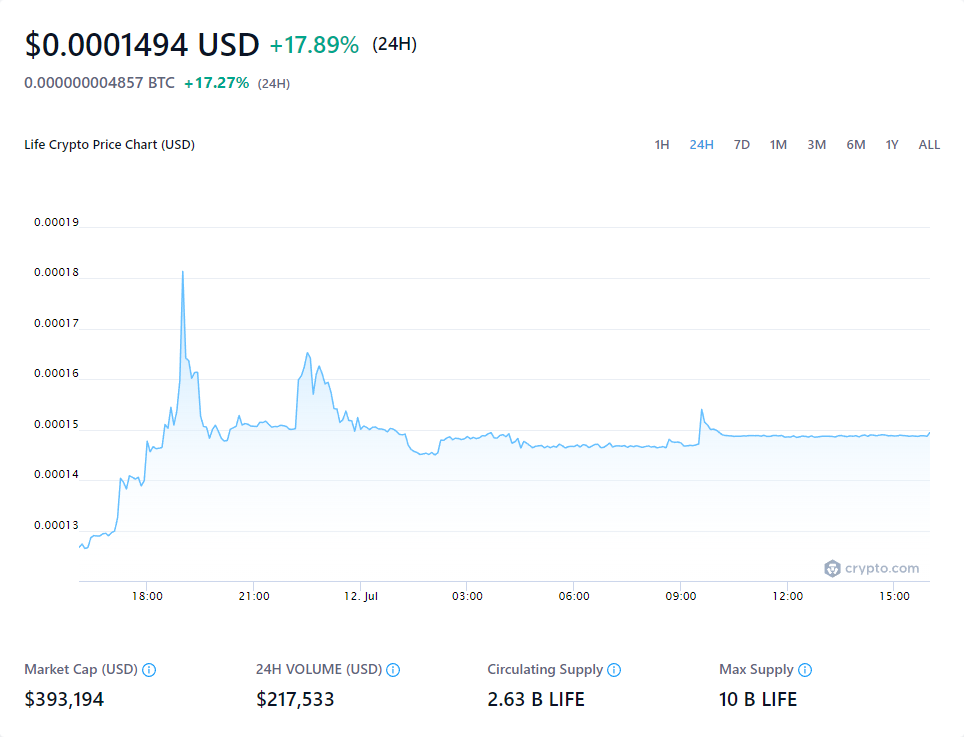 $0.0001494 USD +17.89% (24H)
0.000000004857 BTC +17.27% (24H)
Life Crypto Price Chart (USD) 1H 24H 7D 1M 3M 6M 1Y ALL
0.00019
0.00018
0.00017
0.00016
0.00015
0.00014
0.00013
crypto.com
18:00 21:00 12. Jul 03:00 06:00 09:00 12:00 15:00
Market Cap (USD) 24H VOLUME (USD) Circulating Supply Max Supply
$393,194 $217,533 2.63 B LIFE 10 B LIFE